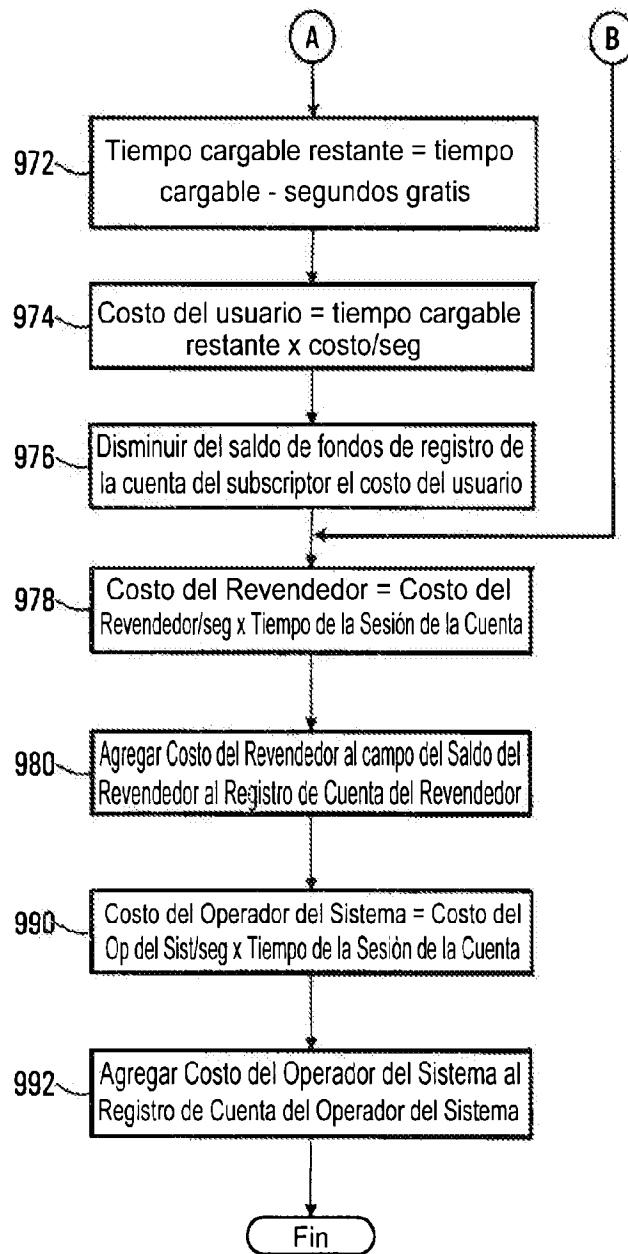 A
B
972
Tiempo cargable restante = tiempo
cargable - segundos gratis
974
Costo del usuario = tiempo cargable
restante x costo/seg
976
Disminuir del saldo de fondos de registro de
la cuenta del subscriptor el costo del usuario
978
Costo del Revendedor = Costo del
Revendedor/seg x Tiempo de la Sesión de la Cuenta
980
Agregar Costo del Revendedor al campo del Saldo del
Revendedor al Registro de Cuenta del Revendedor
990
Costo del Operador del Sistema = Costo del
Op del Sist/seg x Tiempo de la Sesión de la Cuenta
992
Agregar Costo del Operador del Sistema al
Registro de Cuenta del Operador del Sistema
Fin